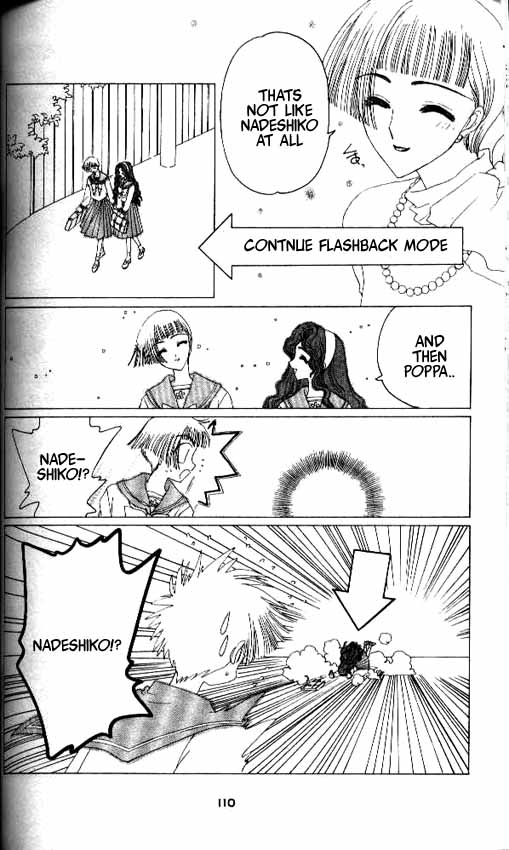 THATS
NOT LIKE
NADESHIKO
AT ALL
CONTNUE FLASHBACK MODE
AND
THEN
POPPA..
NADE-
SHIKO!?
NADESHIKO!?
110